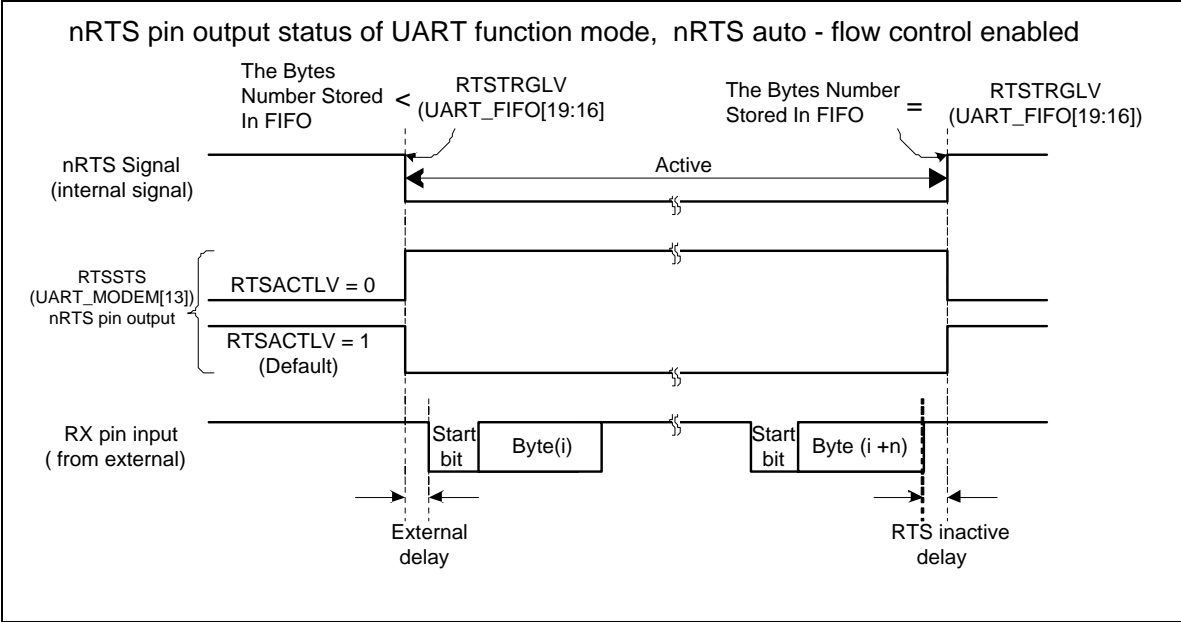 nRTS pin output status of UART function mode,  nRTS auto - flow control enabled
The Bytes
Number Stored
In FIFO
<
RTSTRGLV
(UART_FIFO[19:16]
The Bytes Number
Stored In FIFO
=
RTSTRGLV
(UART_FIFO[19:16])
nRTS Signal
(internal signal)
Active
RTSSTS
(UART_MODEM[13])
nRTS pin output
RTSACTLV = 0
RTSACTLV = 1
(Default)
RX pin input
( from external)
Start
bit
Byte(i)
Start
bit
Byte (i +n)
External
delay
RTS inactive
delay